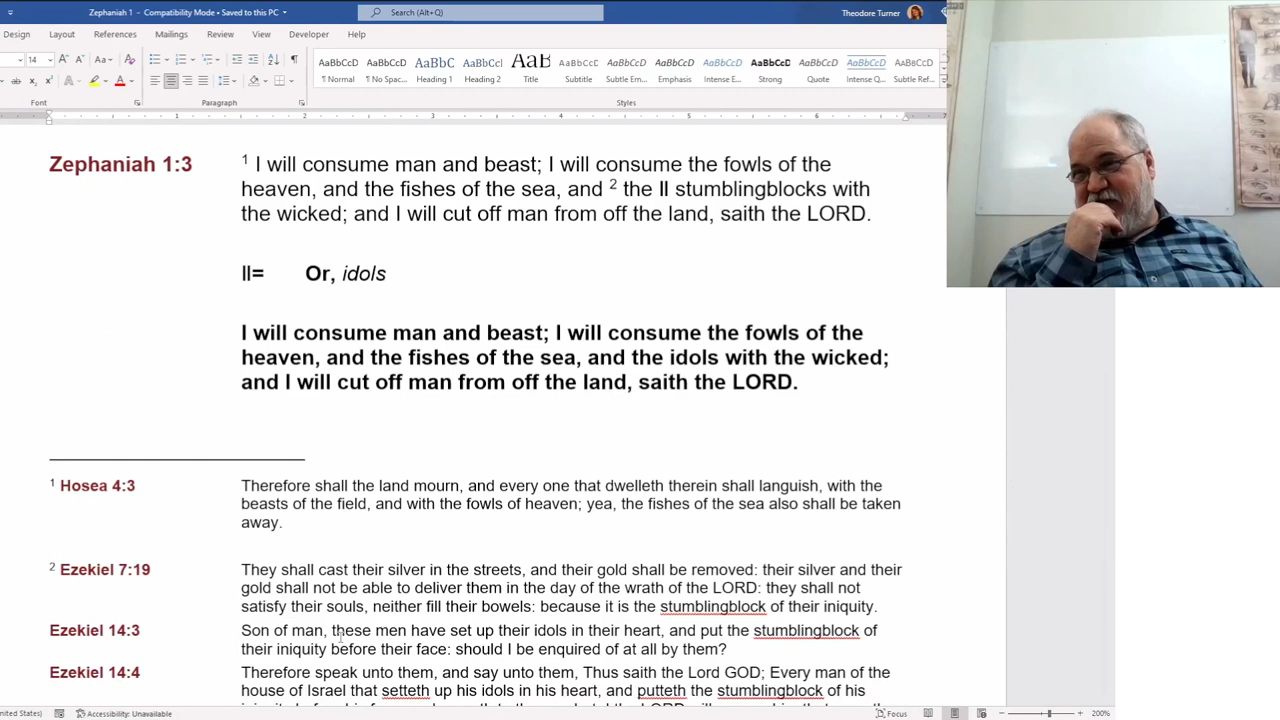 Zephaniah 1 - Compatibility Mode • Saved to this PC
Search (Alt+Q)
Theodore Turner
Design Layout References Mailings Review View Developer Help
14 Aa
AaBbCcD AaBbCcD AaBbC AaBbCcI AaB AaBbCcD AaBbCcD AaBbCcD AaBbCcD AaBbCcD AaBbCcD AaBbCcD AaBbCcD
¶ Normal ¶ No Spac... Heading 1 Heading 2 Title Subtitle Subtle Em... Emphasis Intense E... Strong Quote Intense Q... Subtle Ref...
Font Paragraph Styles
1 2 3 4 5 6
Zephaniah 1:3 1 I will consume man and beast; I will consume the fowls of the
heaven, and the fishes of the sea, and 2 the ll stumblingblocks with
the wicked; and I will cut off man from off the land, saith the LORD.
ll= Or, idols
I will consume man and beast; I will consume the fowls of the
heaven, and the fishes of the sea, and the idols with the wicked;
and I will cut off man from off the land, saith the LORD.
1 Hosea 4:3 Therefore shall the land mourn, and every one that dwelleth therein shall languish, with the
beasts of the field, and with the fowls of heaven; yea, the fishes of the sea also shall be taken
away.
2 Ezekiel 7:19 They shall cast their silver in the streets, and their gold shall be removed: their silver and their
gold shall not be able to deliver them in the day of the wrath of the LORD: they shall not
satisfy their souls, neither fill their bowels: because it is the stumblingblock of their iniquity.
Ezekiel 14:3 Son of man, these men have set up their idols in their heart, and put the stumblingblock of
their iniquity before their face: should I be enquired of at all by them?
Ezekiel 14:4 Therefore speak unto them, and say unto them, Thus saith the Lord GOD; Every man of the
house of Israel that setteth up his idols in his heart, and putteth the stumblingblock of his
United States) Accessibility: Unavailable Focus 200%